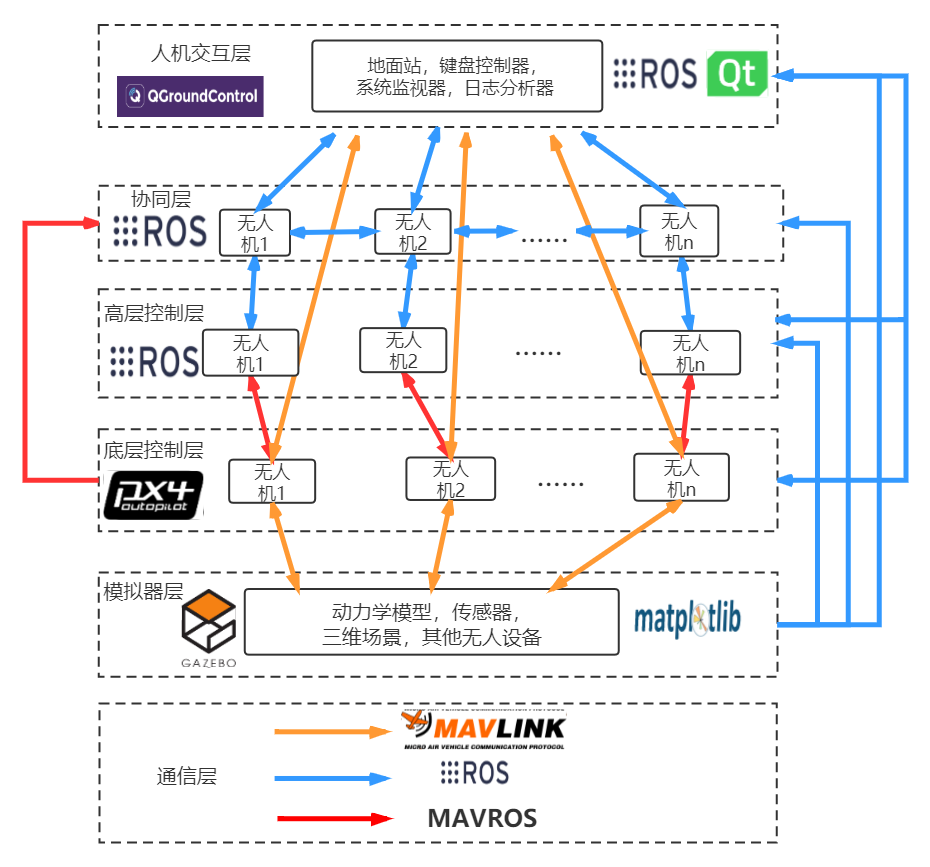 人机交互层
QGroundControl
地面站，键盘控制器，
系统监视器，日志分析器
ROS
Qt
协同层
ROS
无人
机1
无人
机2
......
无人
机n
高层控制层
ROS
无人
机1
无人
机2
......
无人
机n
底层控制层
px4
autopilot
无人
机1
无人
机2
......
无人
机n
模拟器层
GAZEBO
动力学模型，传感器，
三维场景，其他无人设备
matplotlib
通信层
MAVLINK
MICRO AIR VEHICLE COMMUNICATION PROTOCOL
ROS
MAVROS